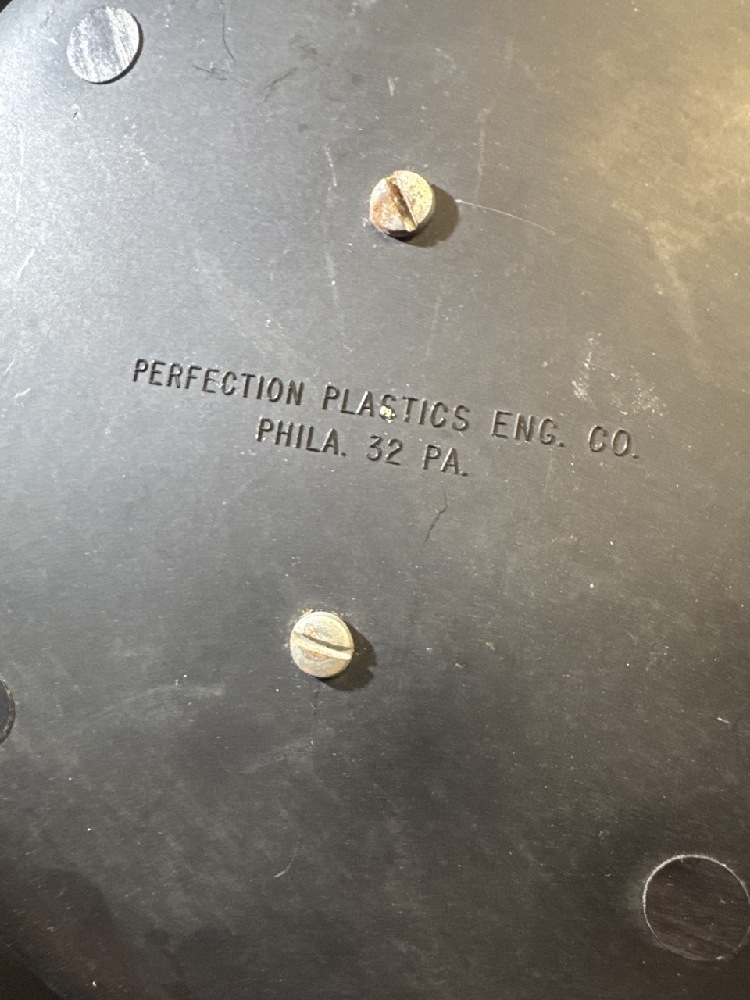 PERFECTION PLASTICS ENG. CO.
PHILA. 32 PA.